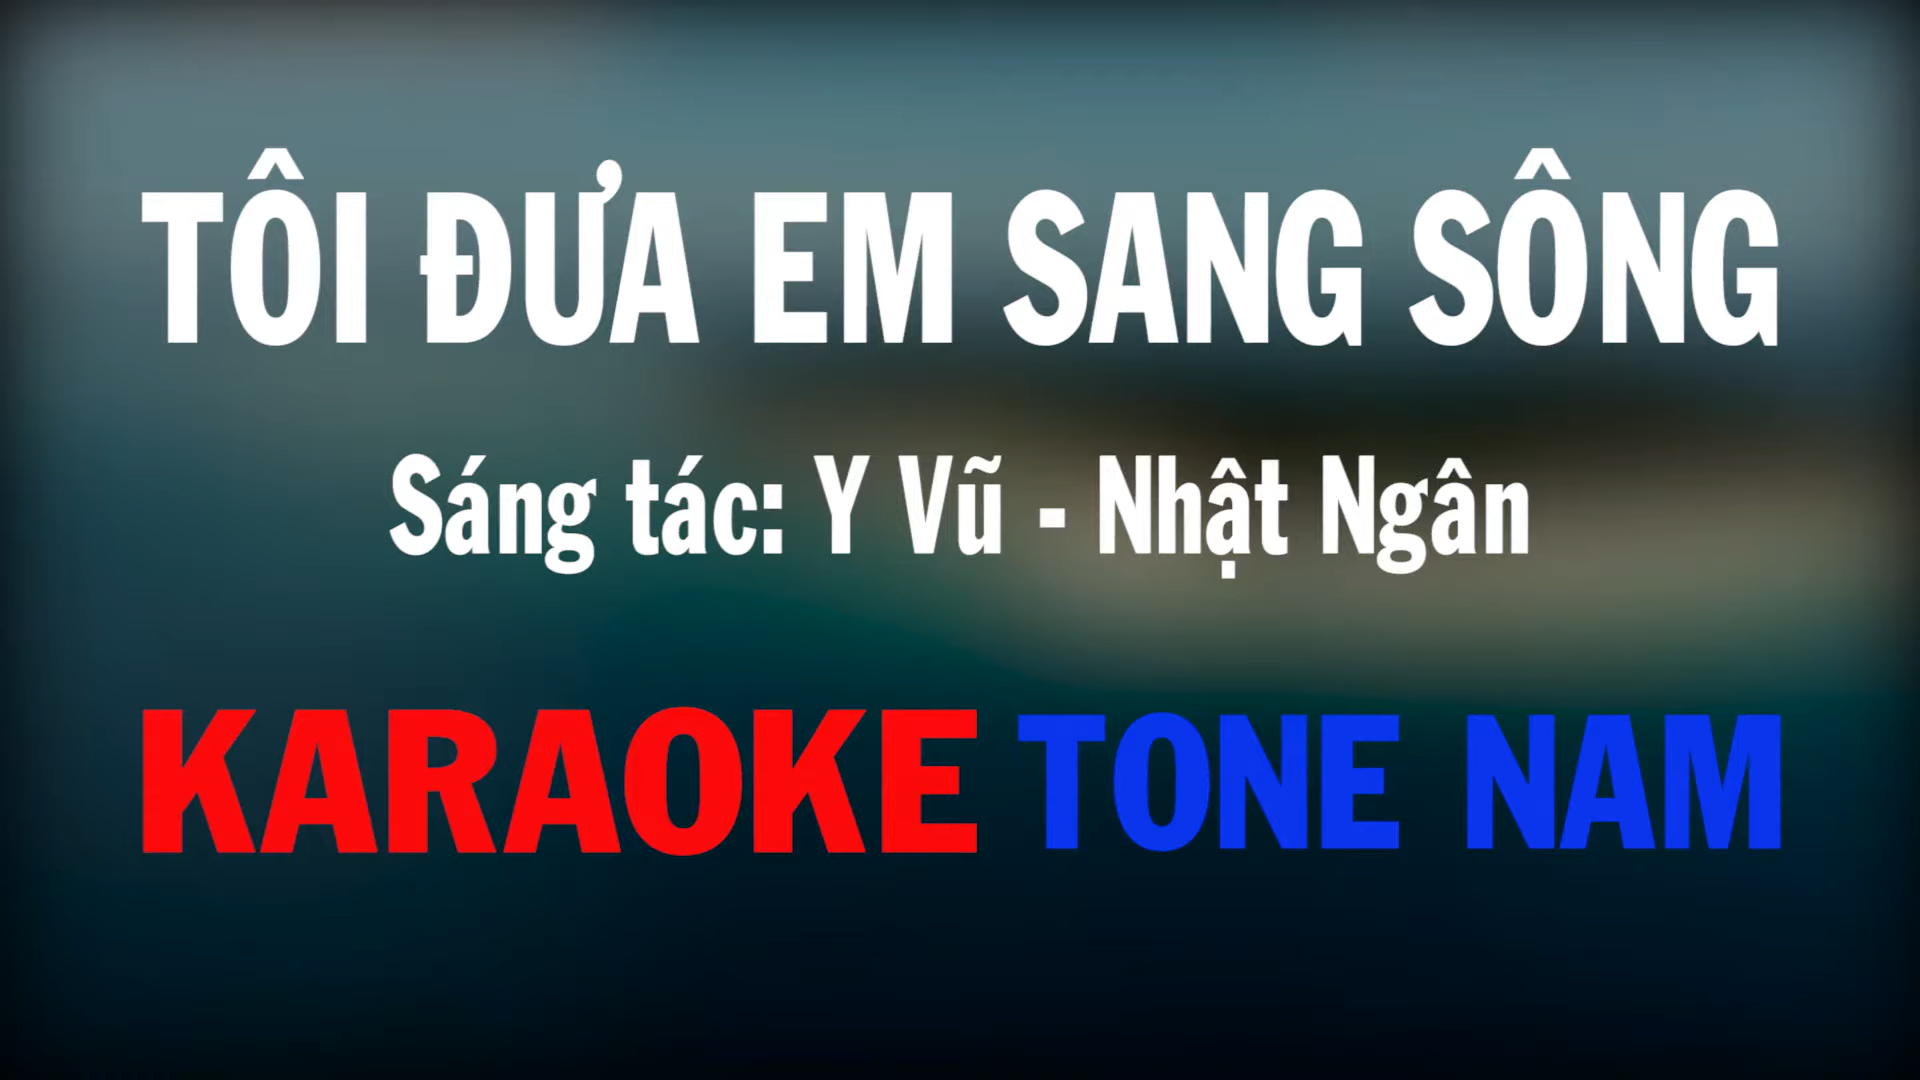 TÔI ĐƯA EM SANG SÔNG
Sáng tác: Y Vũ - Nhật Ngân
KARAOKE TONE NAM